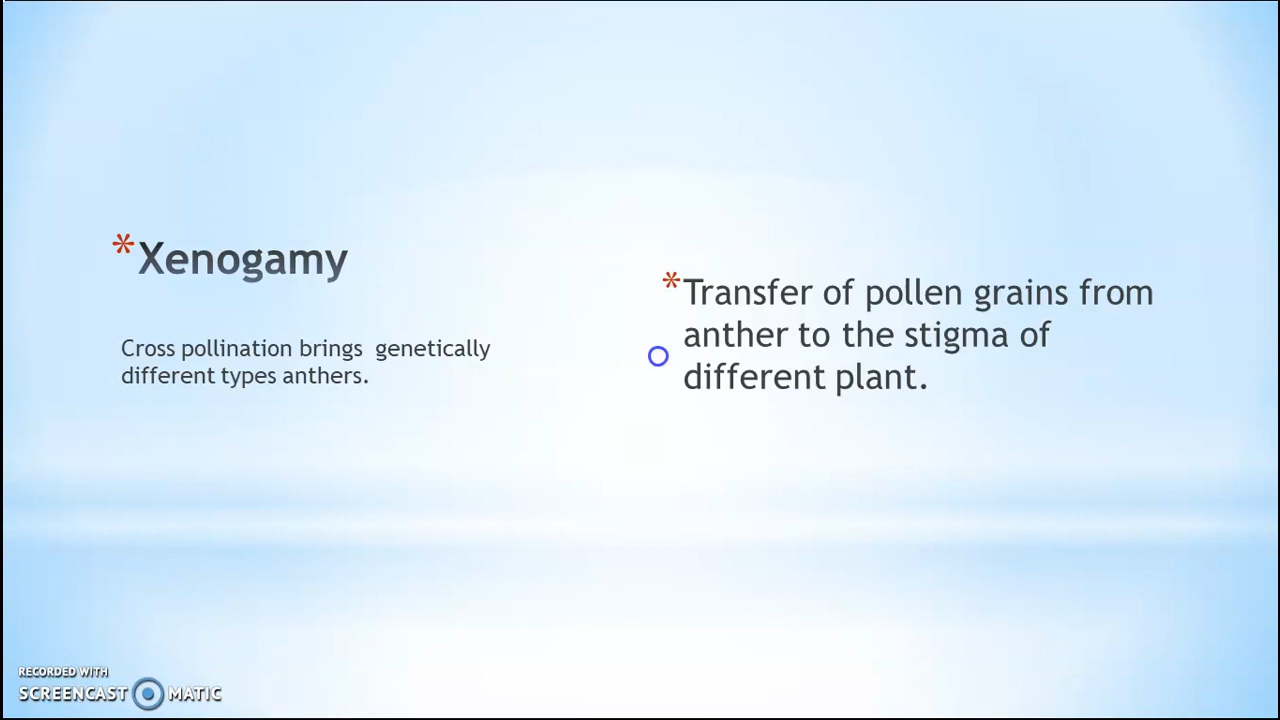 *Xenogamy
Cross pollination brings  genetically
different types anthers.
*Transfer of pollen grains from
anther to the stigma of
different plant.
RECORDED WITH
SCREENCAST MATIC